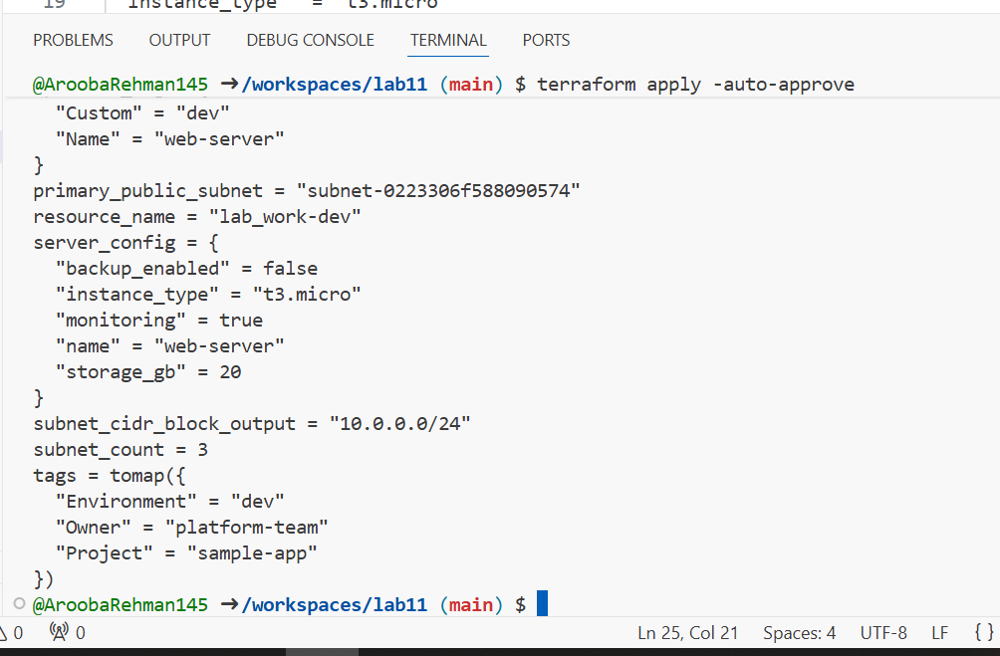 19 instance_type = "t3.micro"
PROBLEMS OUTPUT DEBUG CONSOLE TERMINAL PORTS
@AroobaRehman145 ➜/workspaces/lab11 (main) $ terraform apply -auto-approve
"Custom" = "dev"
"Name" = "web-server"
}
primary_public_subnet = "subnet-0223306f588090574"
resource_name = "lab_work-dev"
server_config = {
"backup_enabled" = false
"instance_type" = "t3.micro"
"monitoring" = true
"name" = "web-server"
"storage_gb" = 20
}
subnet_cidr_block_output = "10.0.0.0/24"
subnet_count = 3
tags = tomap({
"Environment" = "dev"
"Owner" = "platform-team"
"Project" = "sample-app"
})
@AroobaRehman145 ➜/workspaces/lab11 (main) $
0 0 Ln 25, Col 21 Spaces: 4 UTF-8 LF { }